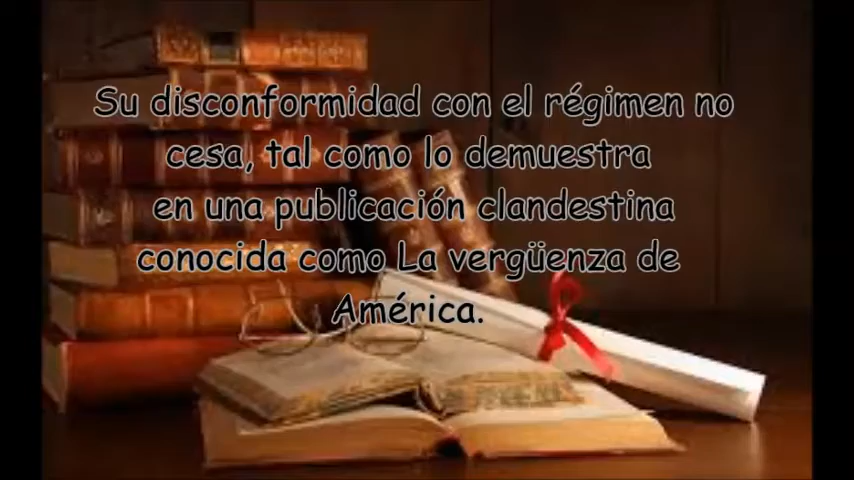 Su disconformidad con el régimen no
cesa, tal como lo demuestra
en una publicación clandestina
conocida como La vergüenza de
América.